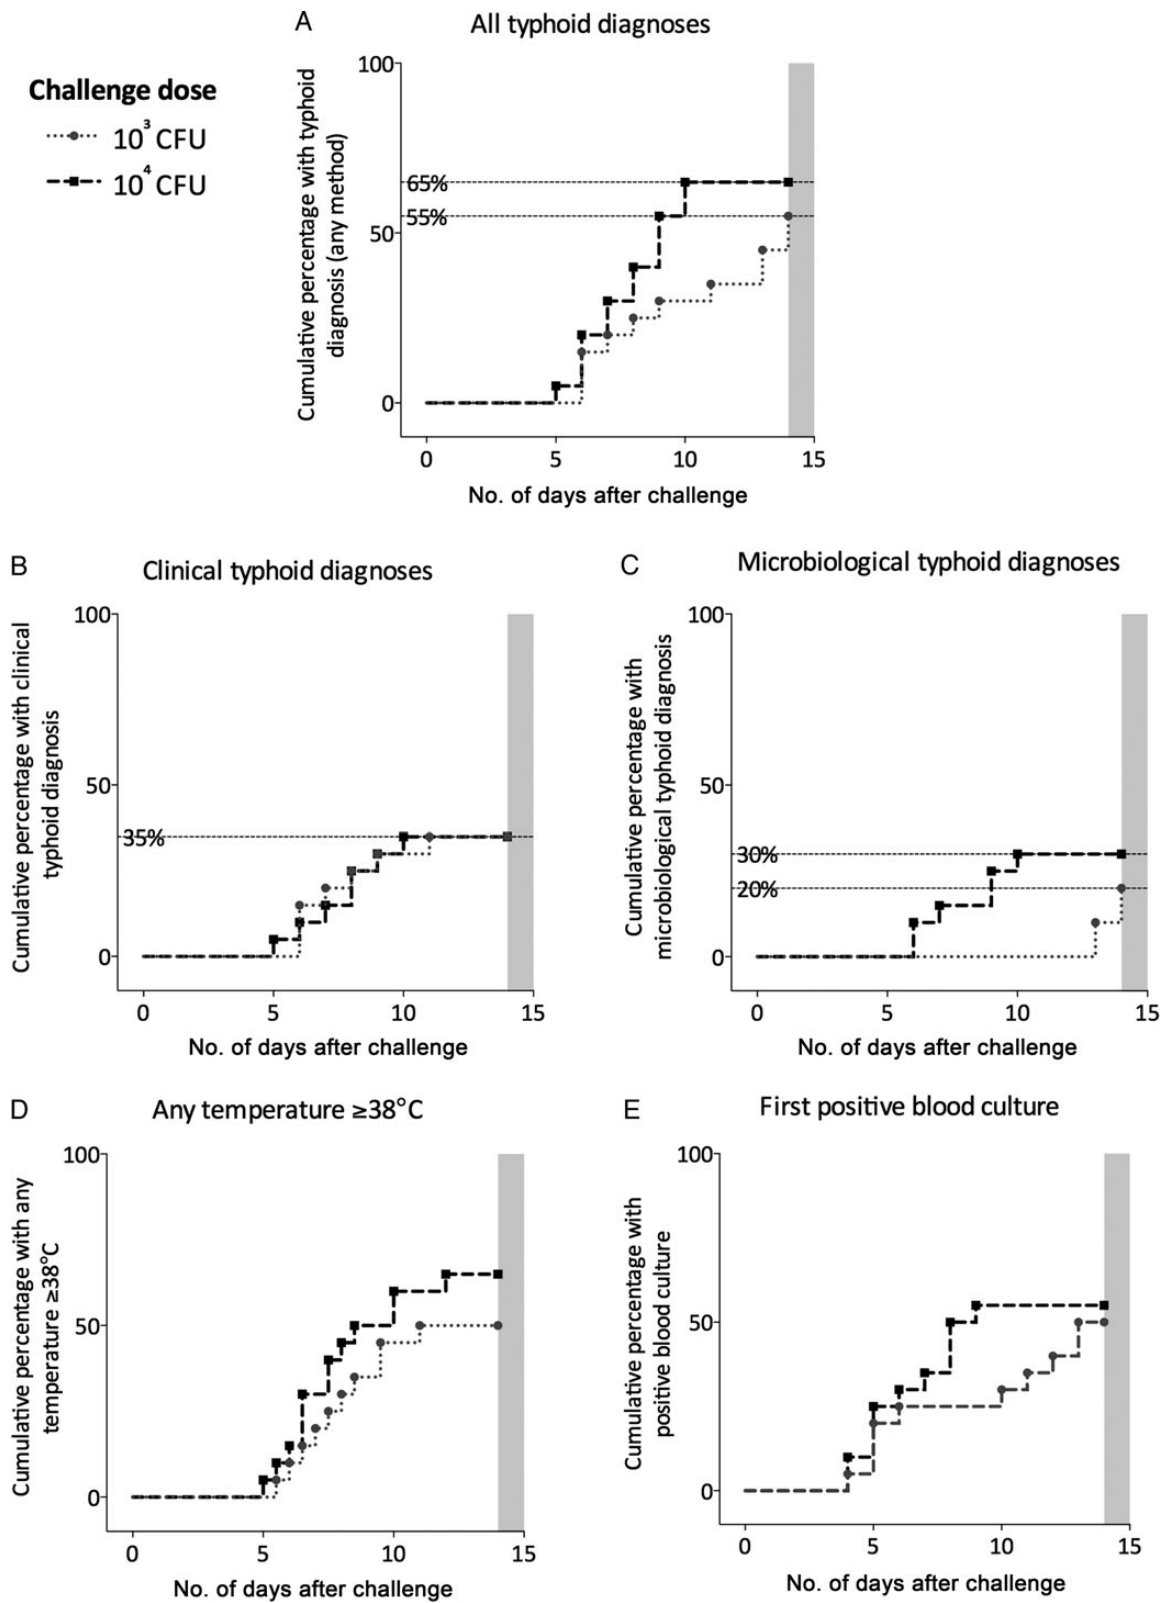 A
All typhoid diagnoses
Challenge dose
10³ CFU
10⁴ CFU
Cumulative percentage with typhoid
diagnosis (any method)
100
65%
55%
50
0
0 5 10 15
No. of days after challenge
B
Clinical typhoid diagnoses
Cumulative percentage with clinical
typhoid diagnosis
100
50
35%
0
0 5 10 15
No. of days after challenge
C
Microbiological typhoid diagnoses
Cumulative percentage with
microbiological typhoid diagnosis
100
50
30%
20%
0
0 5 10 15
No. of days after challenge
D
Any temperature ≥38°C
Cumulative percentage with any
temperature ≥38°C
100
50
0
0 5 10 15
No. of days after challenge
E
First positive blood culture
Cumulative percentage with
positive blood culture
100
50
0
0 5 10 15
No. of days after challenge